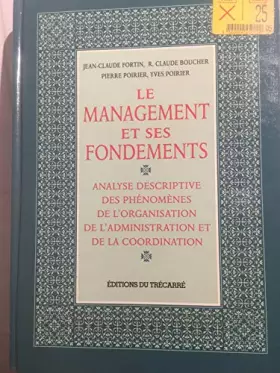 25
JEAN-CLAUDE FORTIN, R. CLAUDE BOUCHER
PIERRE POIRIER, YVES POIRIER
LE
MANAGEMENT
ET SES
FONDEMENTS
ANALYSE DESCRIPTIVE
DES PHÉNOMÈNES
DE L'ORGANISATION
DE L'ADMINISTRATION ET
DE LA COORDINATION
ÉDITIONS DU TRÉCARRÉ